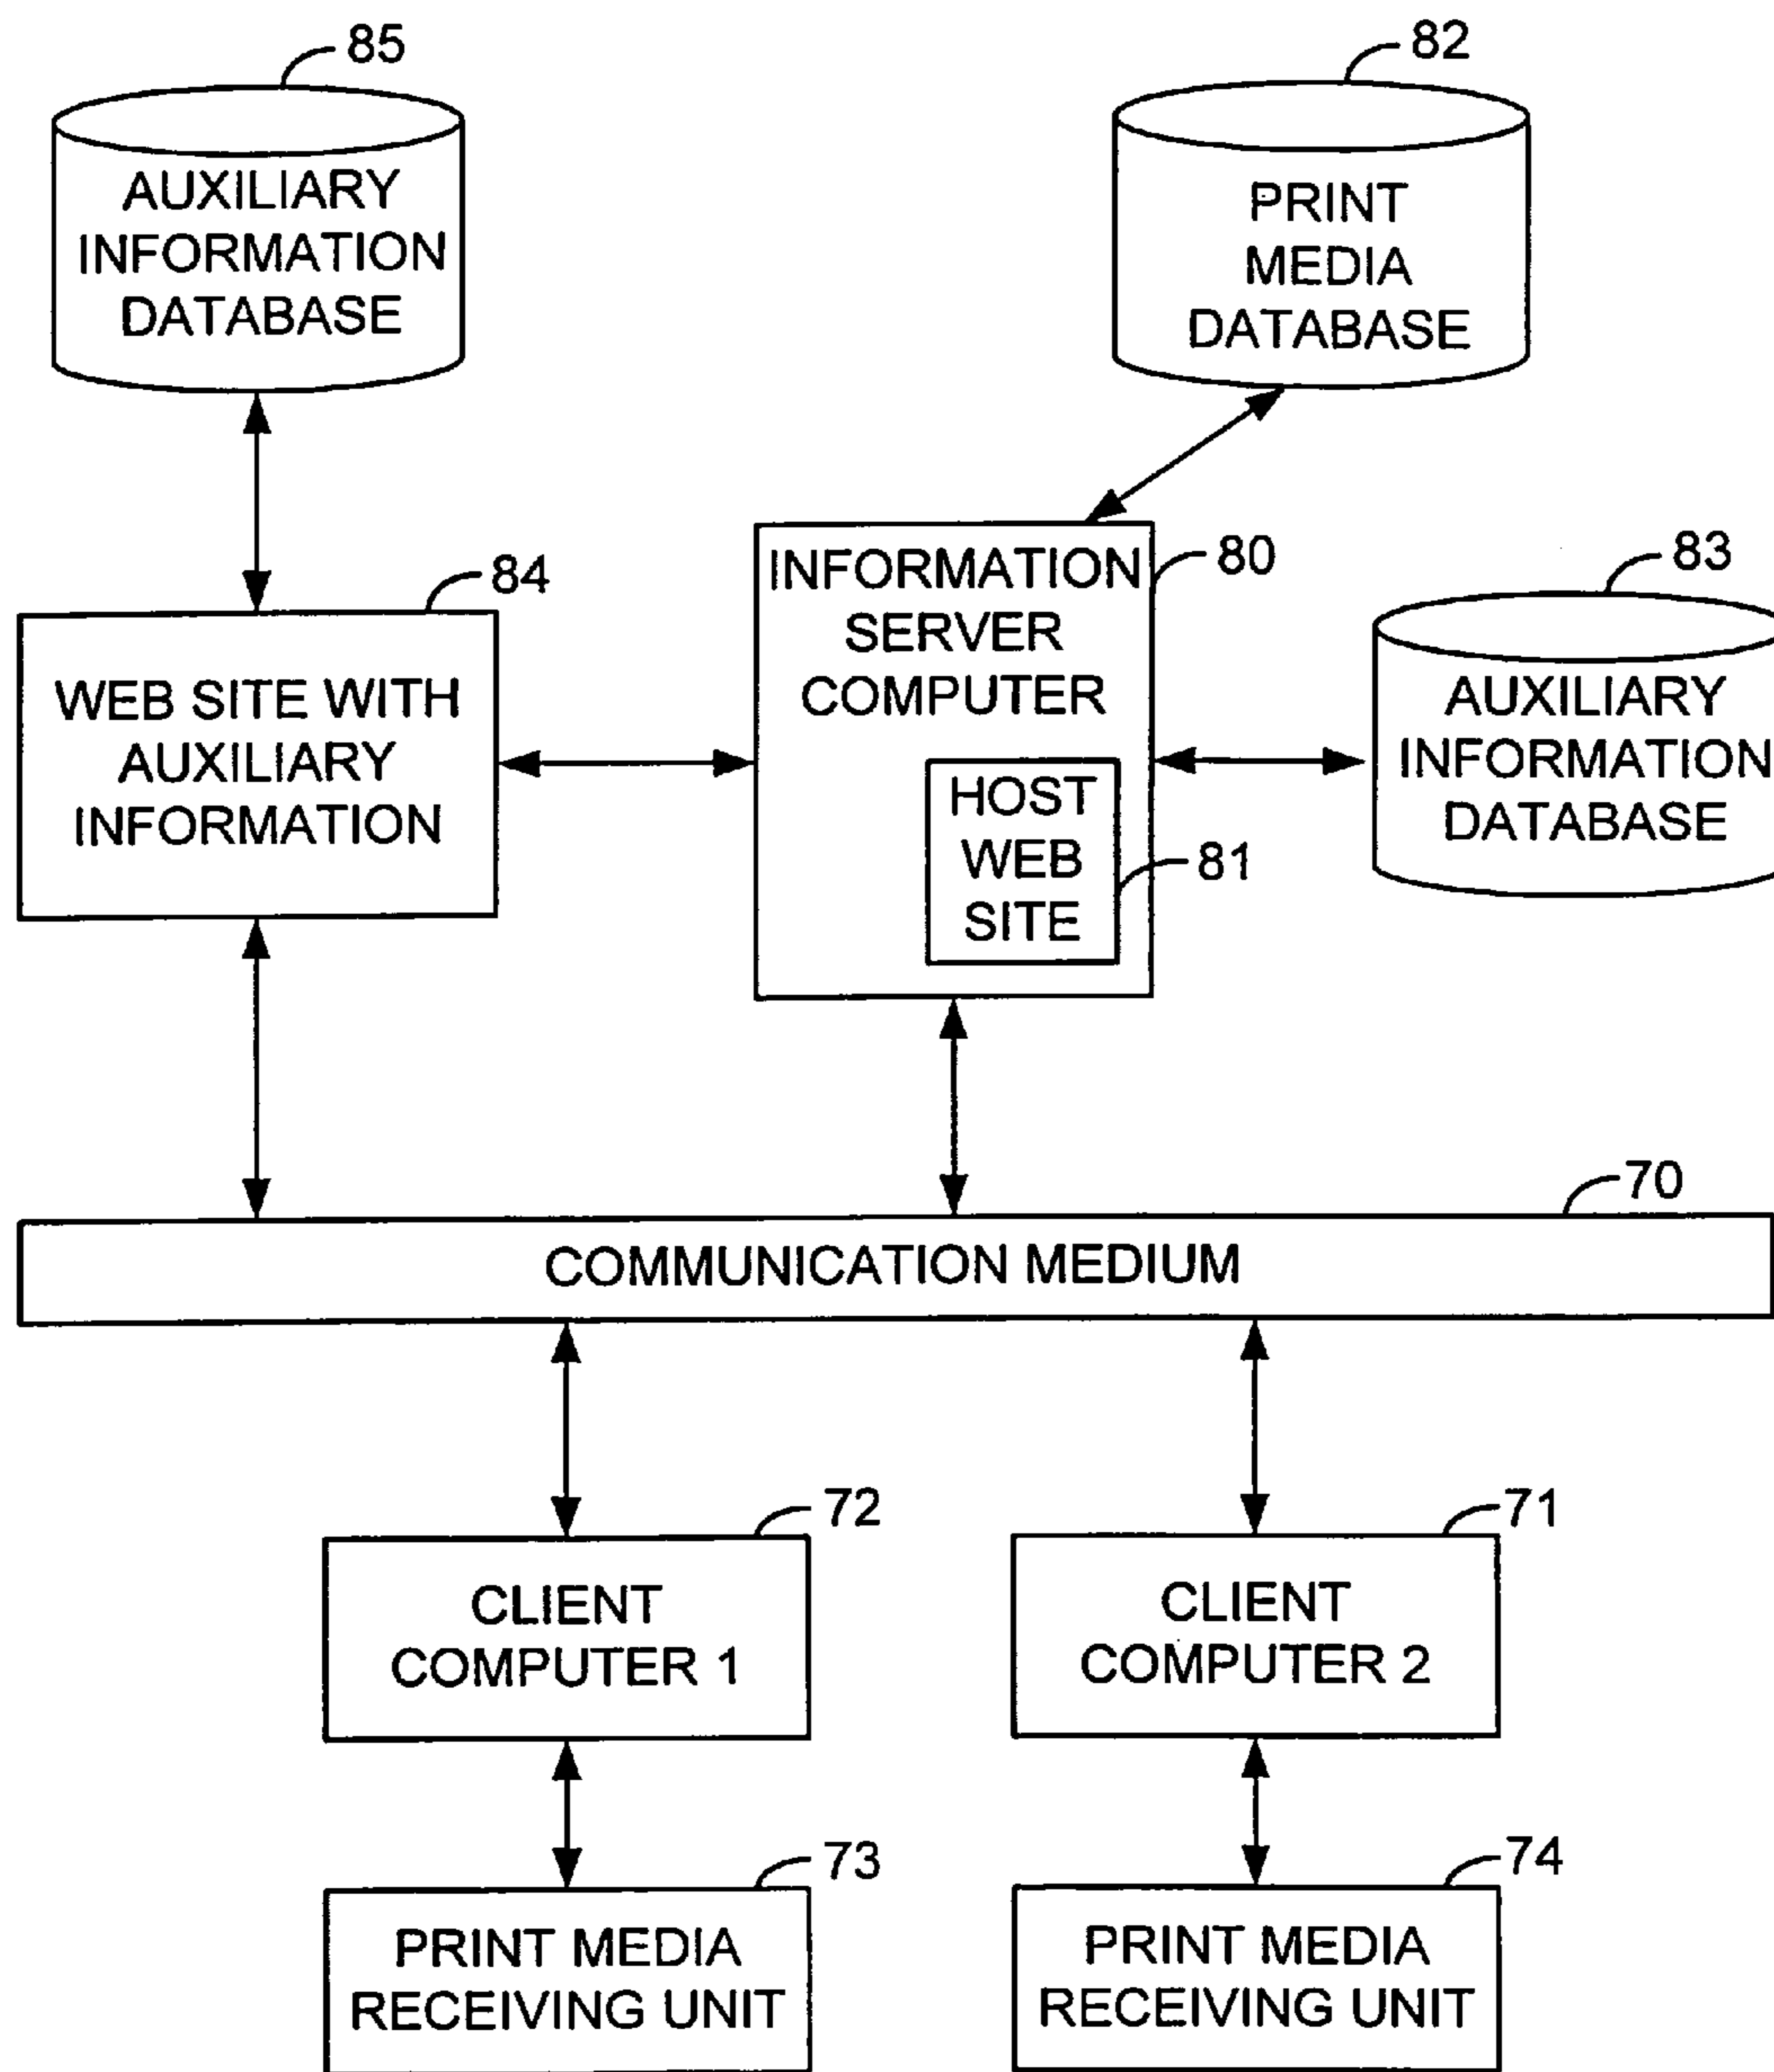 85
AUXILIARY
INFORMATION
DATABASE
82
PRINT
MEDIA
DATABASE
84
WEB SITE WITH
AUXILIARY
INFORMATION
INFORMATION
SERVER
COMPUTER
80
HOST
WEB
SITE
81
83
AUXILIARY
INFORMATION
DATABASE
70
COMMUNICATION MEDIUM
72
CLIENT
COMPUTER 1
71
CLIENT
COMPUTER 2
73
PRINT MEDIA
RECEIVING UNIT
74
PRINT MEDIA
RECEIVING UNIT